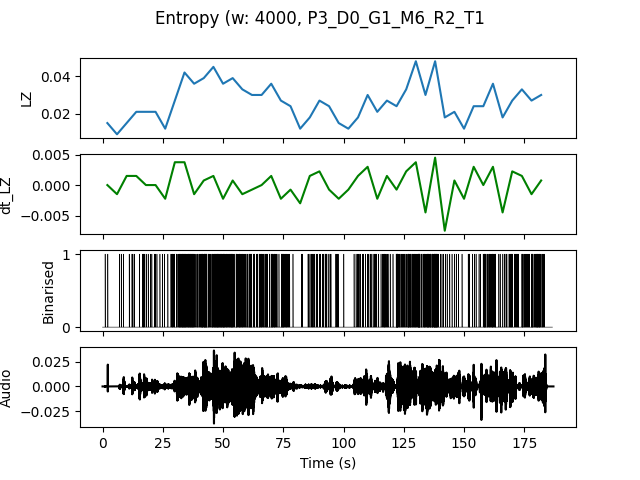 Entropy (w: 4000, P3_D0_G1_M6_R2_T1
0.04
0.02
LZ
0.005
0.000
−0.005
dt_LZ
1
0
Binarised
0.025
0.000
−0.025
Audio
0 25 50 75 100 125 150 175
Time (s)